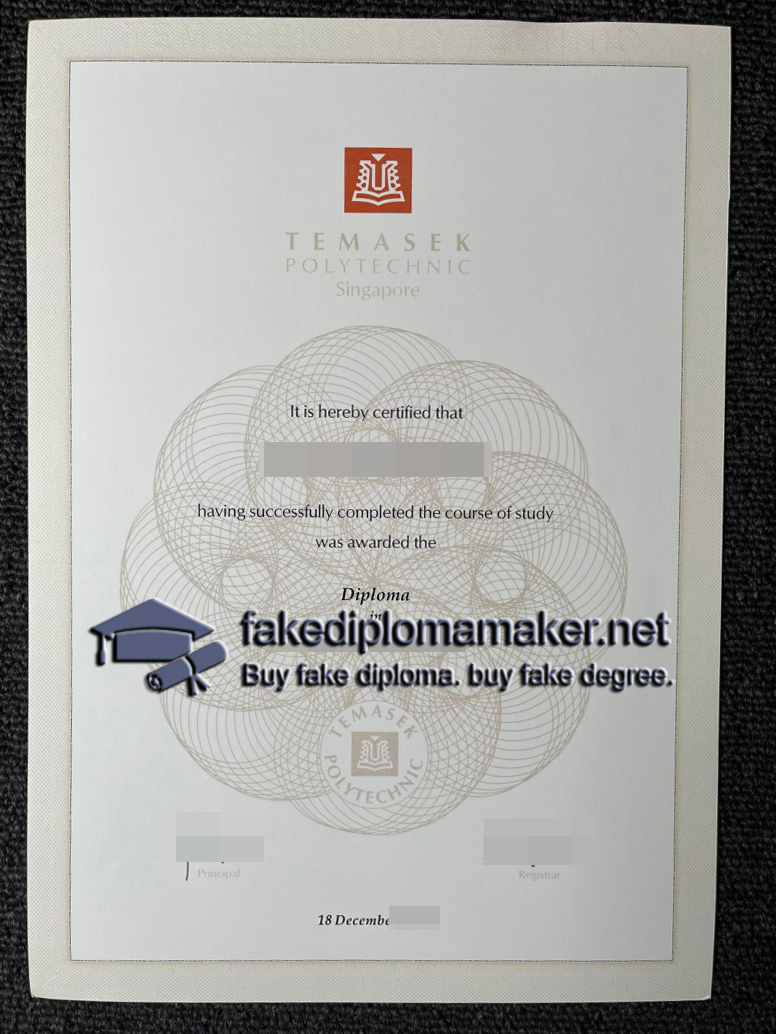 TEMASEK
POLYTECHNIC
Singapore
It is hereby certified that
having successfully completed the course of study
was awarded the
Diploma
in
fakediplomamaker.net
Buy fake diploma. buy fake degree.
TEMASEK
POLYTECHNIC
Principal
Registrar
18 Decembe